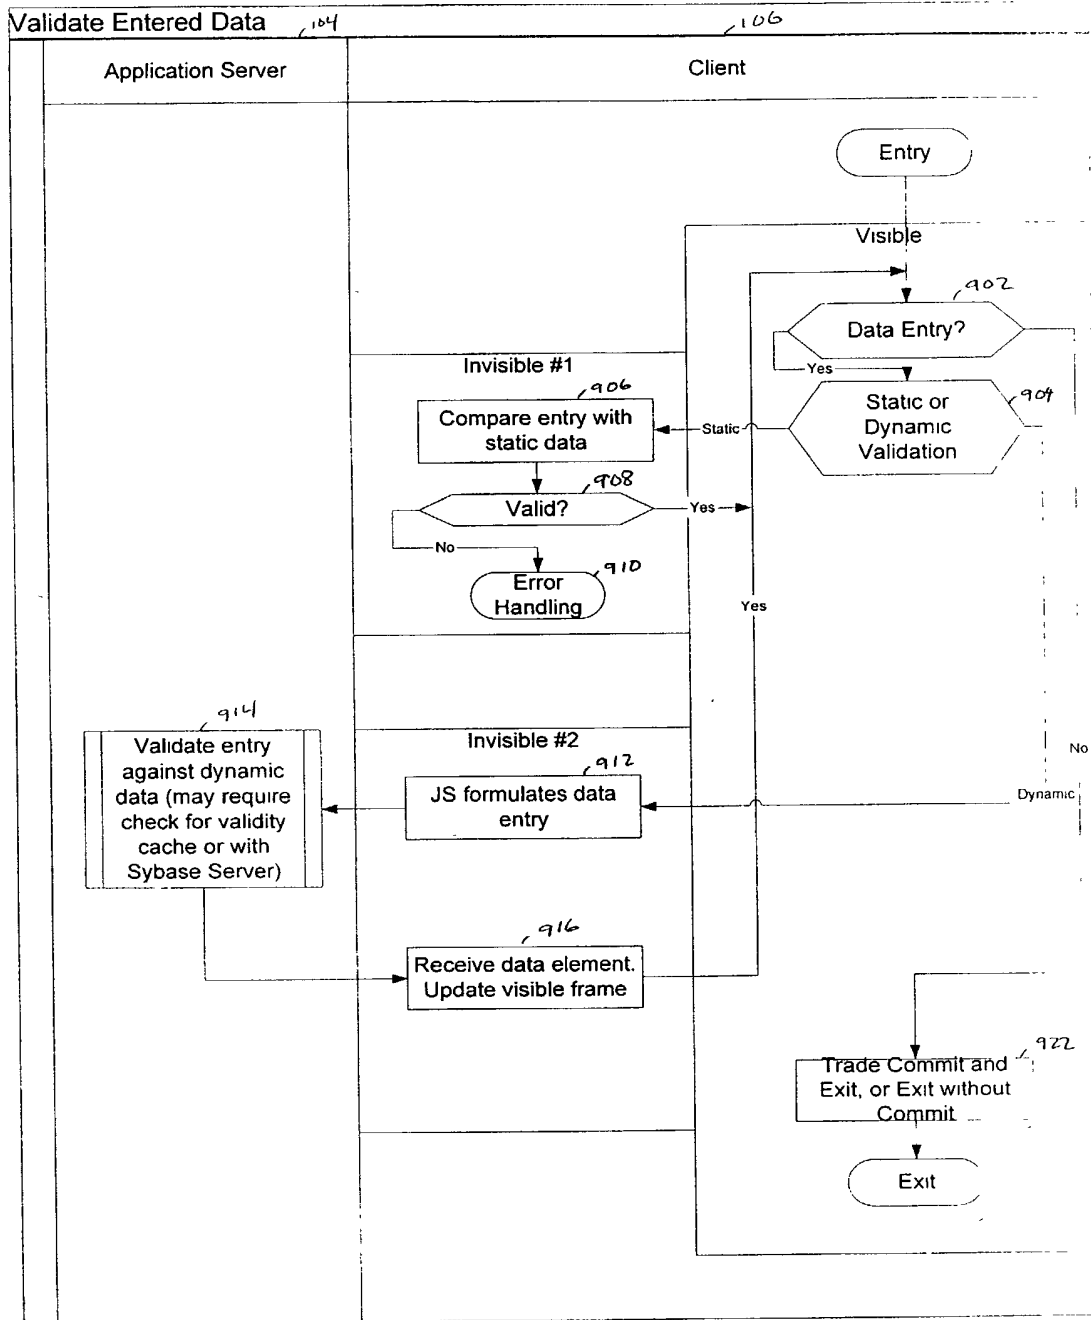 Validate Entered Data
104
106
Application Server
Client
Entry
Visible
902
Data Entry?
Yes
Invisible #1
906
904
Compare entry with
static data
Static
Static or
Dynamic
Validation
908
Valid?
Yes
No
910
Error
Handling
Yes
914
Validate entry
against dynamic
data (may require
check for validity
cache or with
Sybase Server)
Invisible #2
912
JS formulates data
entry
No
Dynamic
916
Receive data element.
Update visible frame
922
Trade Commit and
Exit, or Exit without
Commit
Exit